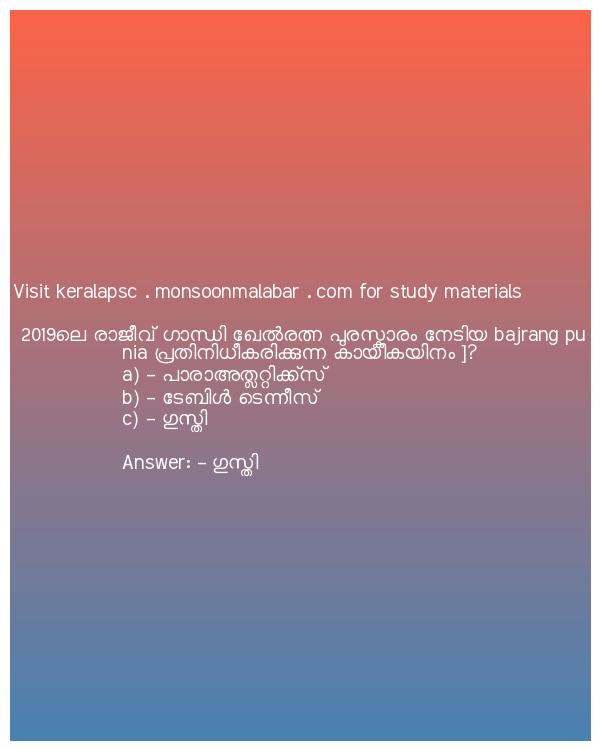 Visit keralapsc . monsoonmalabar . com for study materials
2019ലെ രാജീവ് ഗാന്ധി ഖേൽരത്ന പുരസ്കാരം നേടിയ bajrang pu
nia പ്രതിനിധീകരിക്കുന്ന കായികയിനം ]?
a) - പാരാഅത്ലറ്റിക്ക്സ്
b) - ടേബിൾ ടെന്നീസ്
c) - ഗുസ്തി
Answer: - ഗുസ്തി